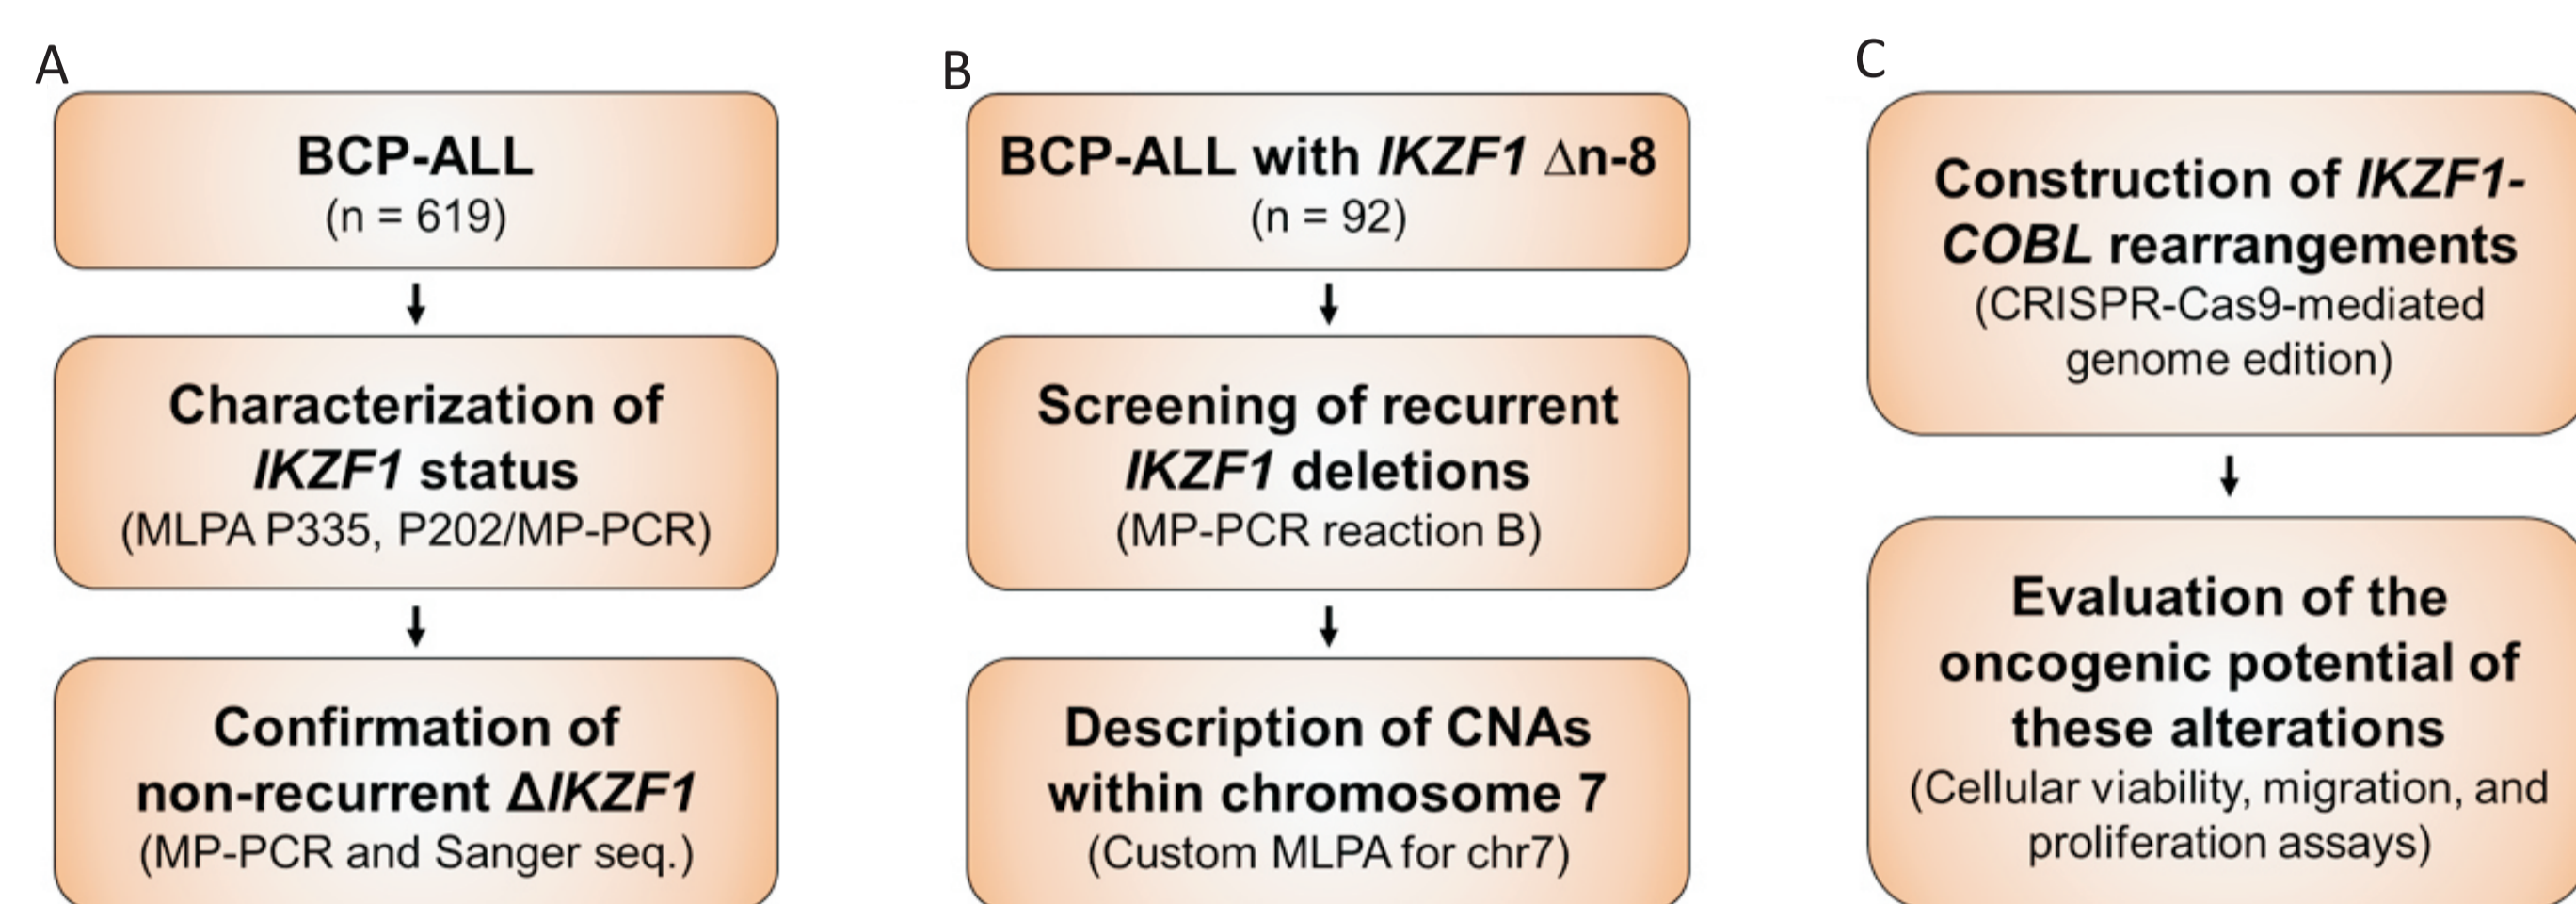 A
BCP-ALL
(n = 619)
Characterization of
IKZF1 status
(MLPA P335, P202/MP-PCR)
Confirmation of
non-recurrent ΔIKZF1
(MP-PCR and Sanger seq.)
B
BCP-ALL with IKZF1 Δn-8
(n = 92)
Screening of recurrent
IKZF1 deletions
(MP-PCR reaction B)
Description of CNAs
within chromosome 7
(Custom MLPA for chr7)
C
Construction of IKZF1-
COBL rearrangements
(CRISPR-Cas9-mediated
genome edition)
Evaluation of the
oncogenic potential of
these alterations
(Cellular viability, migration, and
proliferation assays)